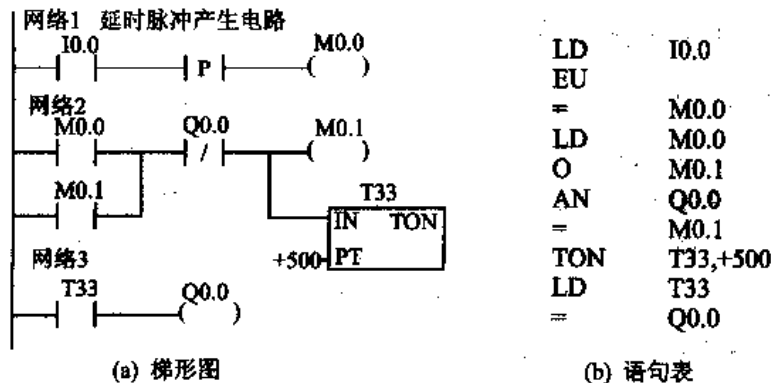 网络1 延时脉冲产生电路
I0.0
P
M0.0
( )
网络2
M0.0
Q0.0
/
M0.1
( )
M0.1
T33
IN TON
+500 PT
网络3
T33
Q0.0
( )
(a) 梯形图
LD I0.0
EU
= M0.0
LD M0.0
O M0.1
AN Q0.0
= M0.1
TON T33,+500
LD T33
= Q0.0
(b) 语句表